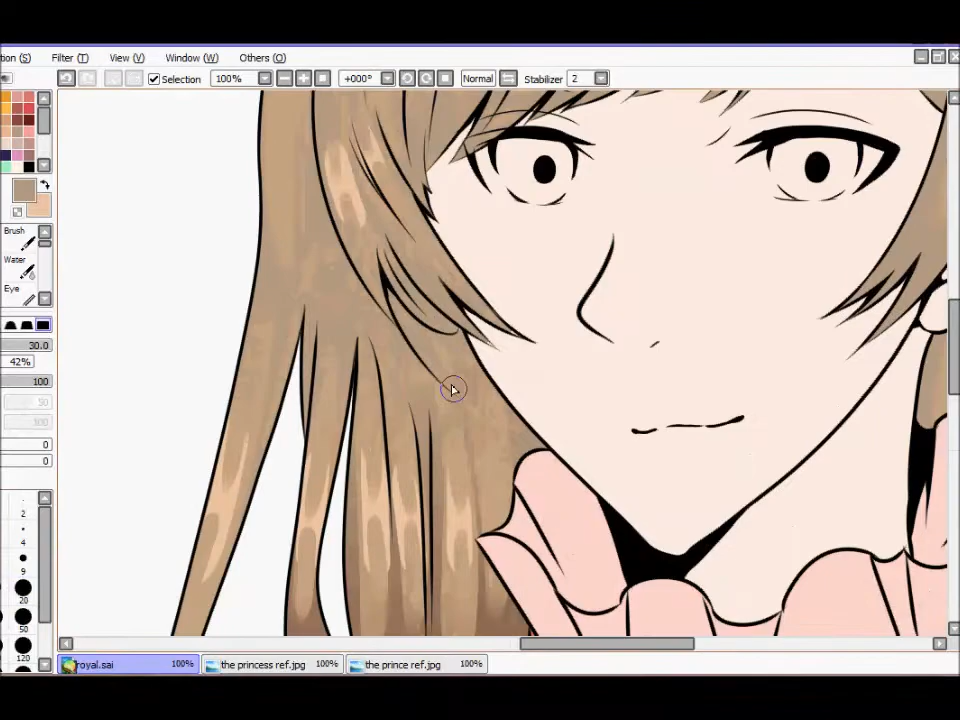 tion (S) Filter (T) View (V) Window (W) Others (O)
Selection 100% +000° Normal Stabilizer 2
Brush
Water
Eye
30.0
42%
100
50
100
0
0
2
4
9
20
50
120
royal.sai 100% the princess ref.jpg 100% the prince ref.jpg 100%